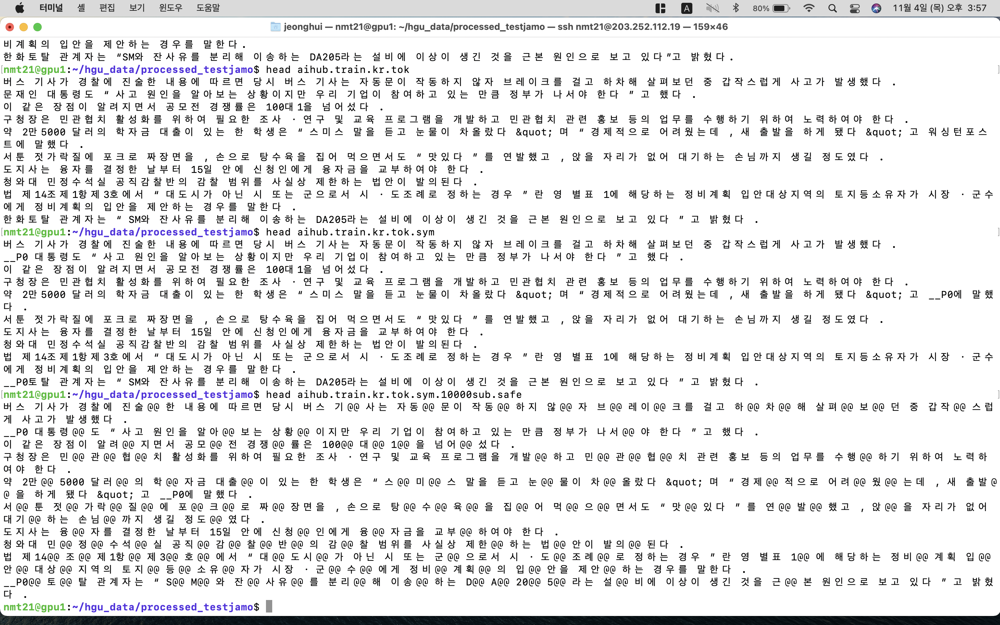 터미널 셸 편집 보기 윈도우 도움말 A 80% 11월 4일 (목) 오후 3:57
jeonghui — nmt21@gpu1: ~/hgu_data/processed_testjamo — ssh nmt21@203.252.112.19 — 159×46
비계획의 입안을 제안하는 경우를 말한다.
한화토탈 관계자는 “SM와 잔사유를 분리해 이송하는 DA205라는 설비에 이상이 생긴 것을 근본 원인으로 보고 있다”고 밝혔다.
[nmt21@gpu1:~/hgu_data/processed_testjamo$ head aihub.train.kr.tok ]
버스 기사가 경찰에 진술한 내용에 따르면 당시 버스 기사는 자동문이 작동하지 않자 브레이크를 걸고 하차해 살펴보던 중 갑작스럽게 사고가 발생했다 .
문재인 대통령도 “ 사고 원인을 알아보는 상황이지만 우리 기업이 참여하고 있는 만큼 정부가 나서야 한다 ” 고 했다 .
이 같은 장점이 알려지면서 공모전 경쟁률은 100대1을 넘어섰다 .
구청장은 민관협치 활성화를 위하여 필요한 조사 · 연구 및 교육 프로그램을 개발하고 민관협치 관련 홍보 등의 업무를 수행하기 위하여 노력하여야 한다 .
약 2만5000 달러의 학자금 대출이 있는 한 학생은 “ 스미스 말을 듣고 눈물이 차올랐다 &quot; 며 “ 경제적으로 어려웠는데 , 새 출발을 하게 됐다 &quot; 고 워싱턴포스
트에 말했다 .
서툰 젓가락질에 포크로 짜장면을 , 손으로 탕수육을 집어 먹으면서도 “ 맛있다 ” 를 연발했고 , 앉을 자리가 없어 대기하는 손님까지 생길 정도였다 .
도지사는 융자를 결정한 날부터 15일 안에 신청인에게 융자금을 교부하여야 한다 .
청와대 민정수석실 공직감찰반의 감찰 범위를 사실상 제한하는 법안이 발의된다 .
법 제14조제1항제3호에서 “ 대도시가 아닌 시 또는 군으로서 시 · 도조례로 정하는 경우 ” 란 영 별표 1에 해당하는 정비계획 입안대상지역의 토지등소유자가 시장 · 군수
에게 정비계획의 입안을 제안하는 경우를 말한다 .
한화토탈 관계자는 “ SM와 잔사유를 분리해 이송하는 DA205라는 설비에 이상이 생긴 것을 근본 원인으로 보고 있다 ” 고 밝혔다 .
[nmt21@gpu1:~/hgu_data/processed_testjamo$ head aihub.train.kr.tok.sym ]
버스 기사가 경찰에 진술한 내용에 따르면 당시 버스 기사는 자동문이 작동하지 않자 브레이크를 걸고 하차해 살펴보던 중 갑작스럽게 사고가 발생했다 .
__P0 대통령도 “ 사고 원인을 알아보는 상황이지만 우리 기업이 참여하고 있는 만큼 정부가 나서야 한다 ” 고 했다 .
이 같은 장점이 알려지면서 공모전 경쟁률은 100대1을 넘어섰다 .
구청장은 민관협치 활성화를 위하여 필요한 조사 · 연구 및 교육 프로그램을 개발하고 민관협치 관련 홍보 등의 업무를 수행하기 위하여 노력하여야 한다 .
약 2만5000 달러의 학자금 대출이 있는 한 학생은 “ 스미스 말을 듣고 눈물이 차올랐다 &quot; 며 “ 경제적으로 어려웠는데 , 새 출발을 하게 됐다 &quot; 고 __P0에 말했
다 .
서툰 젓가락질에 포크로 짜장면을 , 손으로 탕수육을 집어 먹으면서도 “ 맛있다 ” 를 연발했고 , 앉을 자리가 없어 대기하는 손님까지 생길 정도였다 .
도지사는 융자를 결정한 날부터 15일 안에 신청인에게 융자금을 교부하여야 한다 .
청와대 민정수석실 공직감찰반의 감찰 범위를 사실상 제한하는 법안이 발의된다 .
법 제14조제1항제3호에서 “ 대도시가 아닌 시 또는 군으로서 시 · 도조례로 정하는 경우 ” 란 영 별표 1에 해당하는 정비계획 입안대상지역의 토지등소유자가 시장 · 군수
에게 정비계획의 입안을 제안하는 경우를 말한다 .
__P0토탈 관계자는 “ SM와 잔사유를 분리해 이송하는 DA205라는 설비에 이상이 생긴 것을 근본 원인으로 보고 있다 ” 고 밝혔다 .
[nmt21@gpu1:~/hgu_data/processed_testjamo$ head aihub.train.kr.tok.sym.10000sub.safe ]
버스 기사가 경찰에 진술@@ 한 내용에 따르면 당시 버스 기@@ 사는 자동@@ 문이 작동@@ 하지 않@@ 자 브@@ 레이@@ 크를 걸고 하@@ 차@@ 해 살펴@@ 보@@ 던 중 갑작@@ 스럽
게 사고가 발생했다 .
__P0 대통령@@ 도 “ 사고 원인을 알아@@ 보는 상황@@ 이지만 우리 기업이 참여하고 있는 만큼 정부가 나서@@ 야 한다 ” 고 했다 .
이 같은 장점이 알려@@ 지면서 공모@@ 전 경쟁@@ 률은 100@@ 대@@ 1@@ 을 넘어@@ 섰다 .
구청장은 민@@ 관@@ 협@@ 치 활성화를 위하여 필요한 조사 · 연구 및 교육 프로그램을 개발@@ 하고 민@@ 관@@ 협@@ 치 관련 홍보 등의 업무를 수행@@ 하기 위하여 노력하
여야 한다 .
약 2만@@ 5000 달러@@ 의 학@@ 자금 대출@@ 이 있는 한 학생은 “ 스@@ 미@@ 스 말을 듣고 눈@@ 물이 차@@ 올랐다 &quot; 며 “ 경제@@ 적으로 어려@@ 웠@@ 는데 , 새 출발@
@ 을 하게 됐다 &quot; 고 __P0에 말했다 .
서@@ 툰 젓@@ 가락@@ 질@@ 에 포@@ 크@@ 로 짜@@ 장면을 , 손으로 탕@@ 수@@ 육@@ 을 집@@ 어 먹@@ 으@@ 면서도 “ 맛@@ 있다 ” 를 연@@ 발@@ 했고 , 앉@@ 을 자리가 없어
대기@@ 하는 손님@@ 까지 생길 정도@@ 였다 .
도지사는 융@@ 자를 결정한 날부터 15일 안에 신청@@ 인에게 융@@ 자금을 교부@@ 하여야 한다 .
청와대 민@@ 정@@ 수석@@ 실 공직@@ 감@@ 찰@@ 반@@ 의 감@@ 찰 범위를 사실상 제한@@ 하는 법@@ 안이 발의@@ 된다 .
법 제14@@ 조@@ 제1항@@ 제3@@ 호@@ 에서 “ 대@@ 도시@@ 가 아닌 시 또는 군@@ 으로서 시 · 도@@ 조례@@ 로 정하는 경우 ” 란 영 별표 1@@ 에 해당하는 정비@@ 계획 입@@
안@@ 대상@@ 지역의 토지@@ 등@@ 소유@@ 자가 시장 · 군@@ 수@@ 에게 정비@@ 계획@@ 의 입@@ 안을 제안@@ 하는 경우를 말한다 .
__P0@@ 토@@ 탈 관계자는 “ S@@ M@@ 와 잔@@ 사유@@ 를 분리@@ 해 이송@@ 하는 D@@ A@@ 20@@ 5@@ 라는 설@@ 비에 이상이 생긴 것을 근@@ 본 원인으로 보고 있다 ” 고 밝혔
다 .
nmt21@gpu1:~/hgu_data/processed_testjamo$